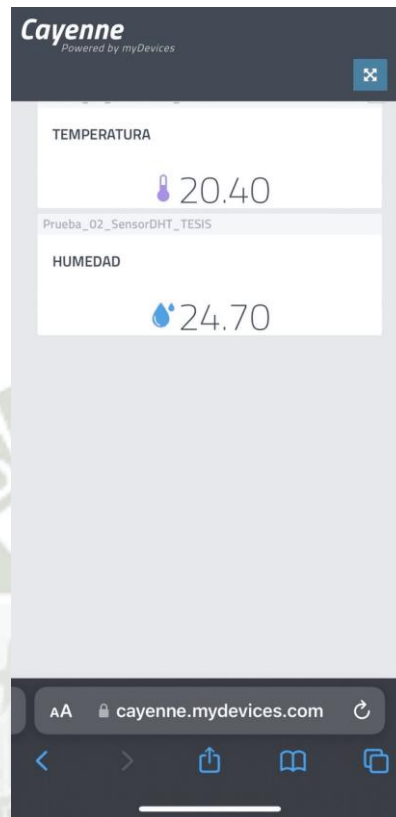 Cayenne
Powered by myDevices
TEMPERATURA
20.40
Prueba_02_SensorDHT_TESIS
HUMEDAD
24.70
AA cayenne.mydevices.com